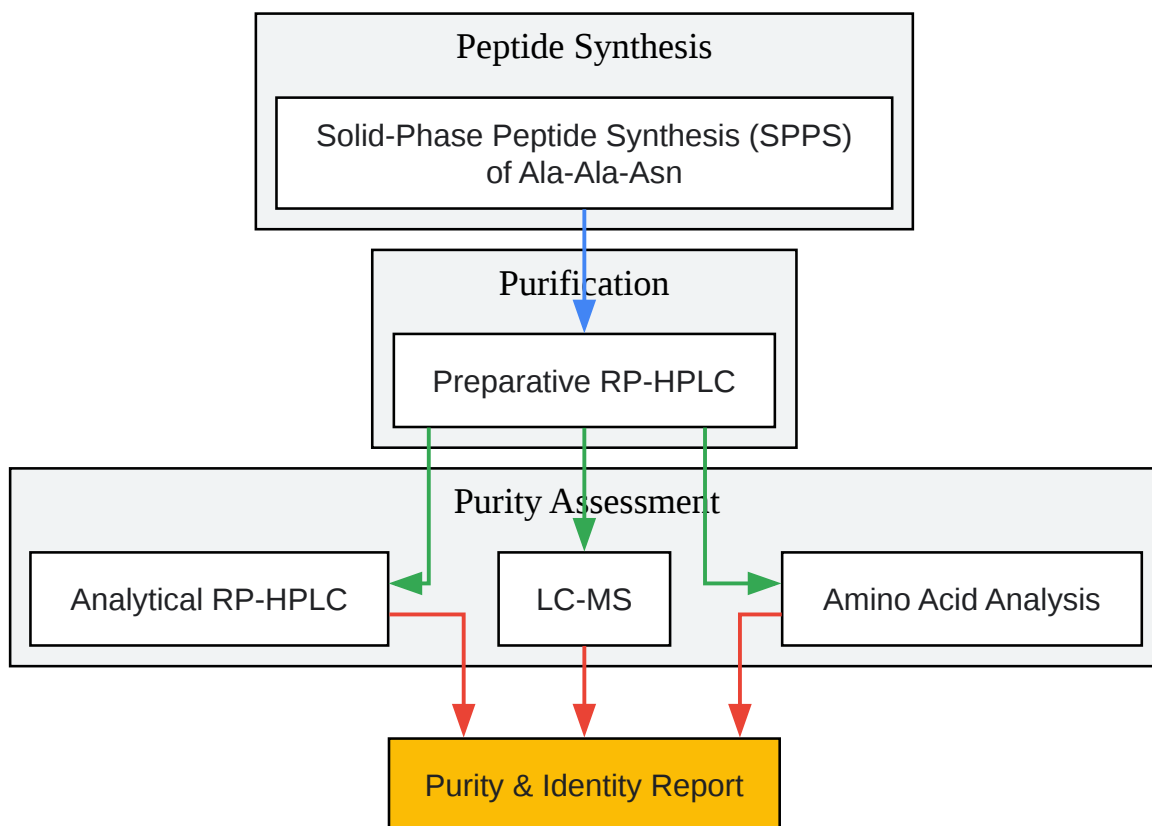 Peptide Synthesis
Solid-Phase Peptide Synthesis (SPPS)
of Ala-Ala-Asn
Purification
Preparative RP-HPLC
Purity Assessment
Analytical RP-HPLC
LC-MS
Amino Acid Analysis
Purity & Identity Report